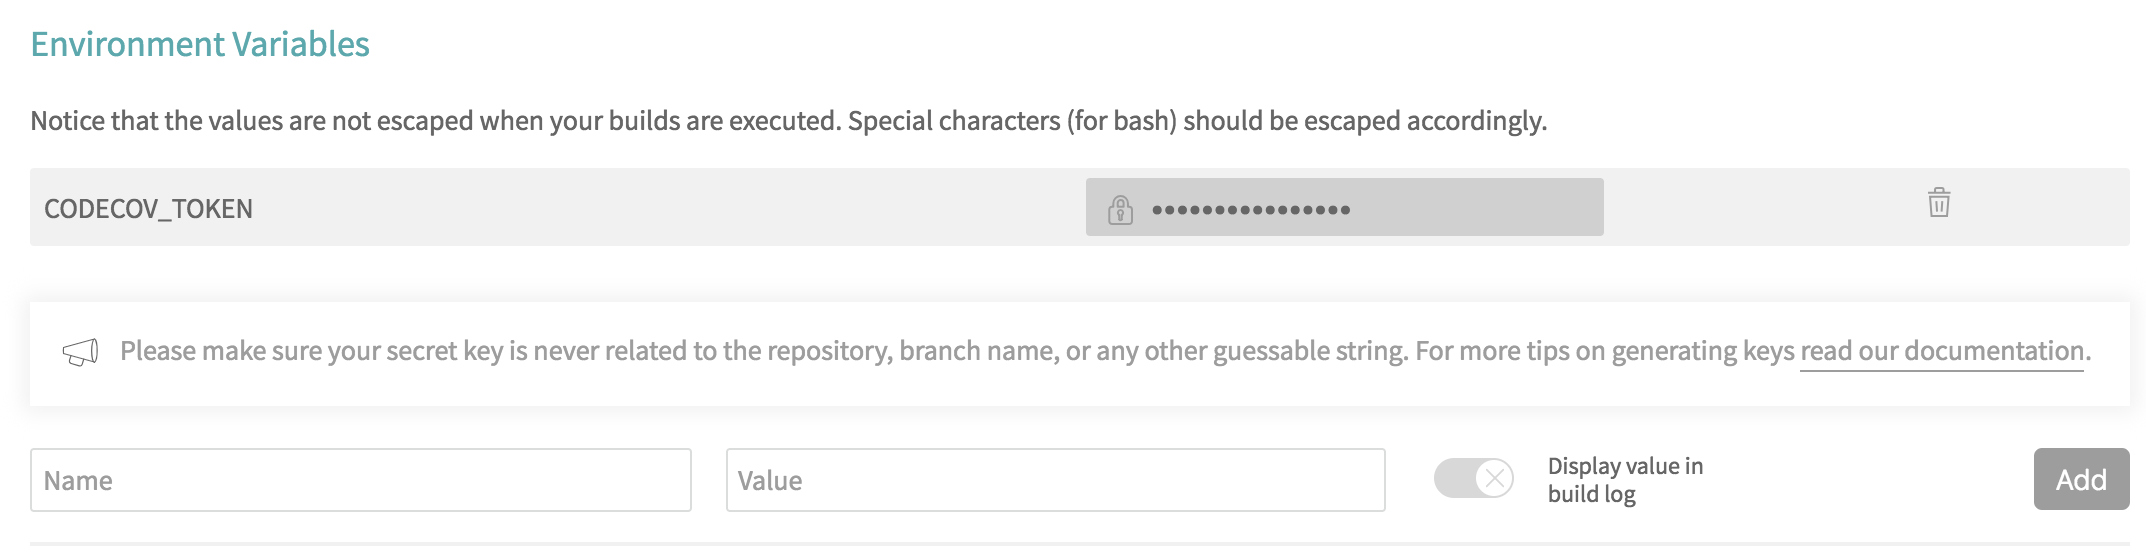 Environment Variables
Notice that the values are not escaped when your builds are executed. Special characters (for bash) should be escaped accordingly.
CODECOV_TOKEN ••••••••••••••••
Please make sure your secret key is never related to the repository, branch name, or any other guessable string. For more tips on generating keys read our documentation.
Name Value Display value in
build log Add